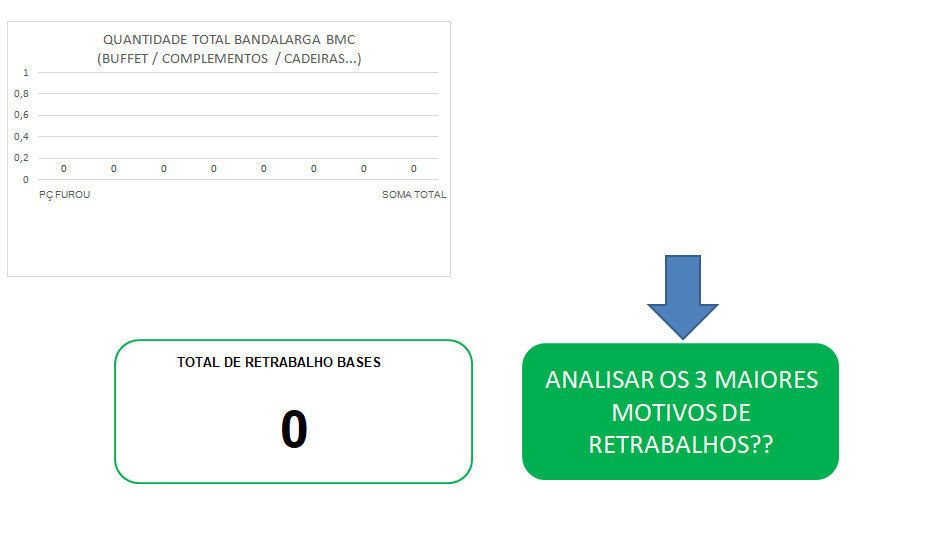 QUANTIDADE TOTAL BANDALARGA BMC
(BUFFET / COMPLEMENTOS / CADEIRAS...)
1
0,8
0,6
0,4
0,2
0
0 0 0 0 0 0 0 0
PÇ FUROU SOMA TOTAL
TOTAL DE RETRABALHO BASES
0
ANALISAR OS 3 MAIORES
MOTIVOS DE
RETRABALHOS??